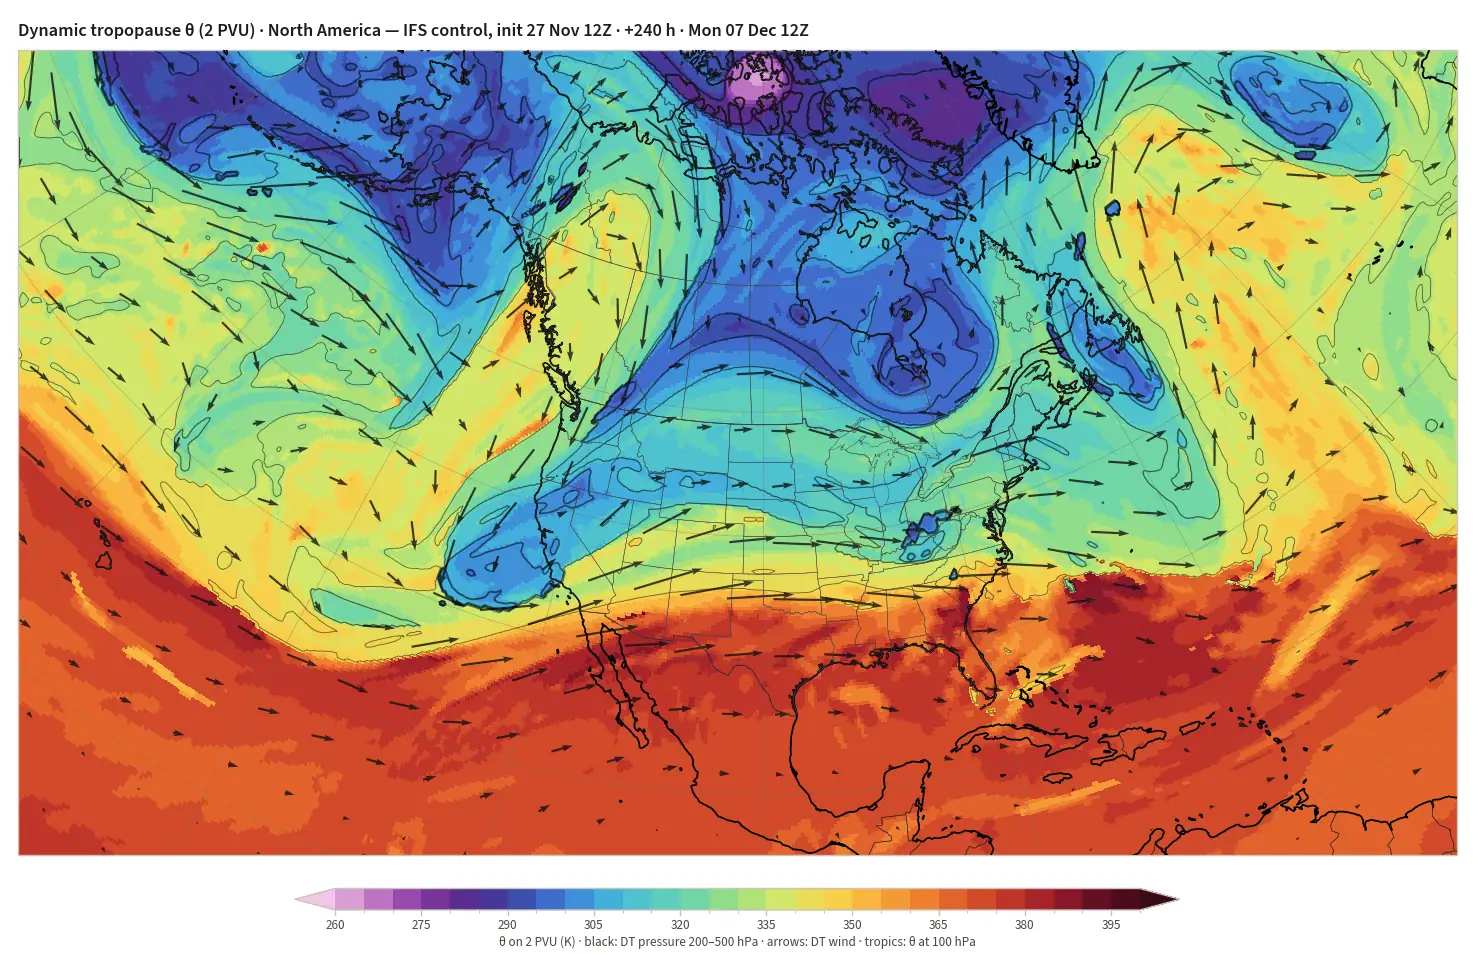 Dynamic tropopause θ (2 PVU) · North America — IFS control, init 27 Nov 12Z · +240 h · Mon 07 Dec 12Z
260 275 290 305 320 335 350 365 380 395
θ on 2 PVU (K) · black: DT pressure 200–500 hPa · arrows: DT wind · tropics: θ at 100 hPa